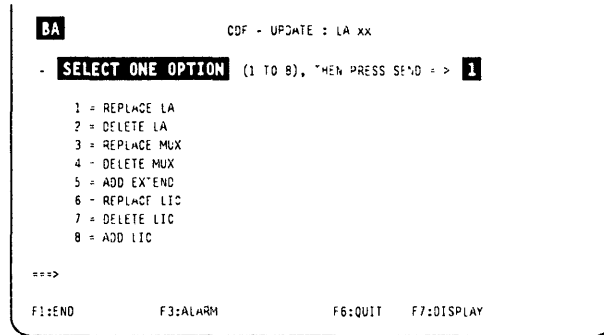 BA CDF - UPDATE : LA xx
- SELECT ONE OPTION (1 TO 8), THEN PRESS SEND = > 1
1 = REPLACE LA
2 = DELETE LA
3 = REPLACE MUX
4 - DELETE MUX
5 = ADD EXTEND
6 - REPLACE LIC
7 = DELETE LIC
8 = ADD LIC
===>
F1:END F3:ALARM F6:QUIT F7:DISPLAY